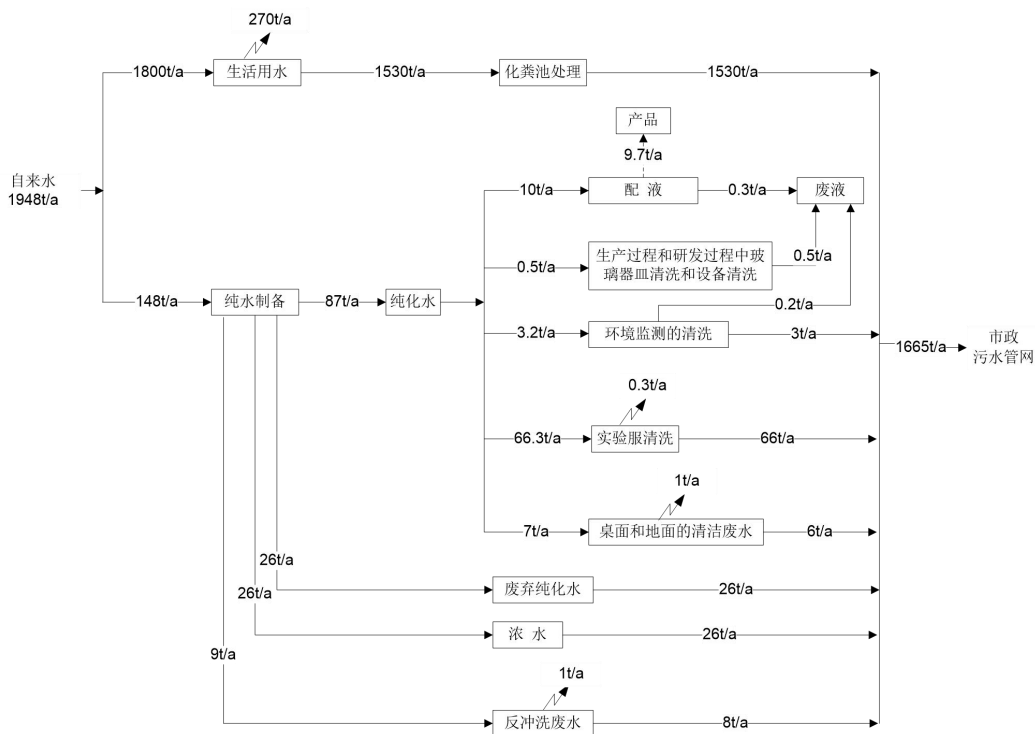 270t/a
1800t/a
生活用水
1530t/a
化粪池处理
1530t/a
产品
9.7t/a
自来水
1948t/a
10t/a
配 液
0.3t/a
废液
0.5t/a
生产过程和研发过程中玻
璃器皿清洗和设备清洗
0.5t/a
148t/a
纯水制备
87t/a
纯化水
0.2t/a
3.2t/a
环境监测的清洗
3t/a
1665t/a
市政
污水管网
0.3t/a
66.3t/a
实验服清洗
66t/a
1t/a
7t/a
桌面和地面的清洁废水
6t/a
26t/a
废弃纯化水
26t/a
26t/a
浓 水
26t/a
9t/a
1t/a
反冲洗废水
8t/a